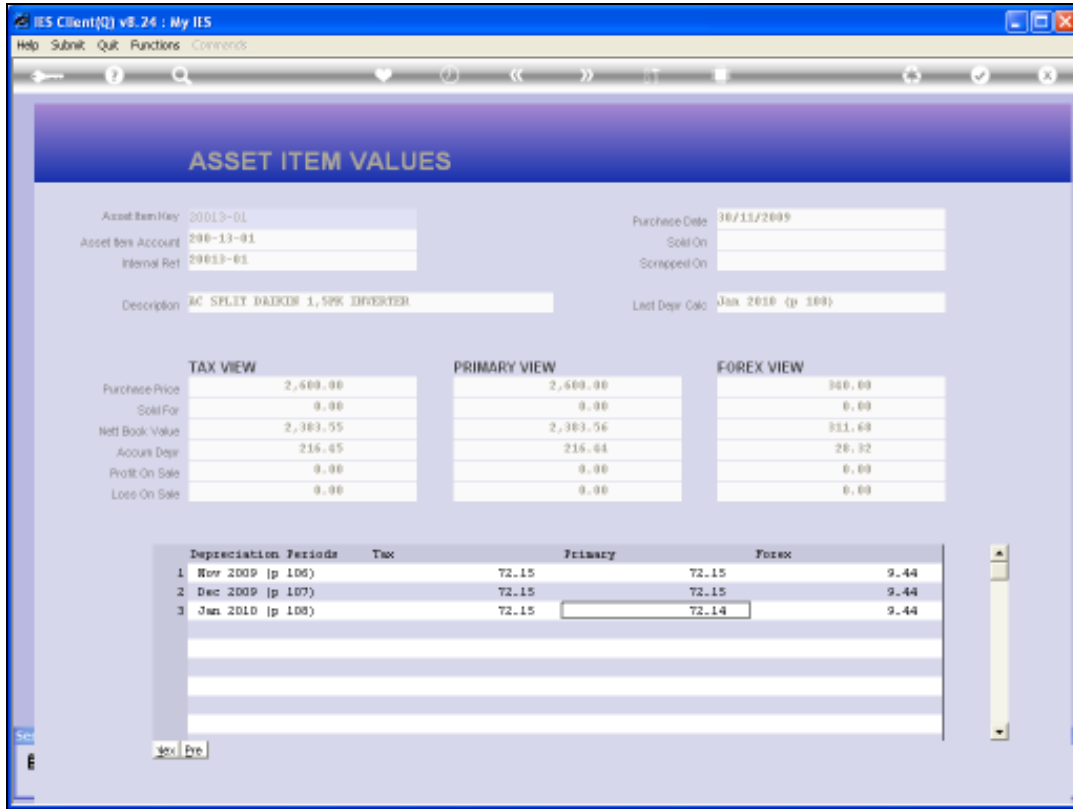 IES Client(Q) v8.24 : My IES
Help Submit Quit Functions Commends
ASSET ITEM VALUES
Asset Item Key 20013-01
Purchase Date 30/11/2009
Asset Item Account 200-13-01
Sold On
Internal Ref 20013-01
Scrapped On
Description AC SPLIT DAIKIN 1,5PK INVERTER
Last Depr Calc Jan 2010 (p 108)
TAX VIEW PRIMARY VIEW FOREX VIEW
Purchase Price 2,600.00 2,600.00 340.00
Sold For 0.00 0.00 0.00
Nett Book Value 2,383.55 2,383.56 311.68
Accum Depr 216.45 216.44 28.32
Profit On Sale 0.00 0.00 0.00
Loss On Sale 0.00 0.00 0.00
Depreciation Periods Tax Primary Forex
1 Nov 2009 (p 106) 72.15 72.15 9.44
2 Dec 2009 (p 107) 72.15 72.15 9.44
3 Jan 2010 (p 108) 72.15 72.14 9.44
Nex Pre